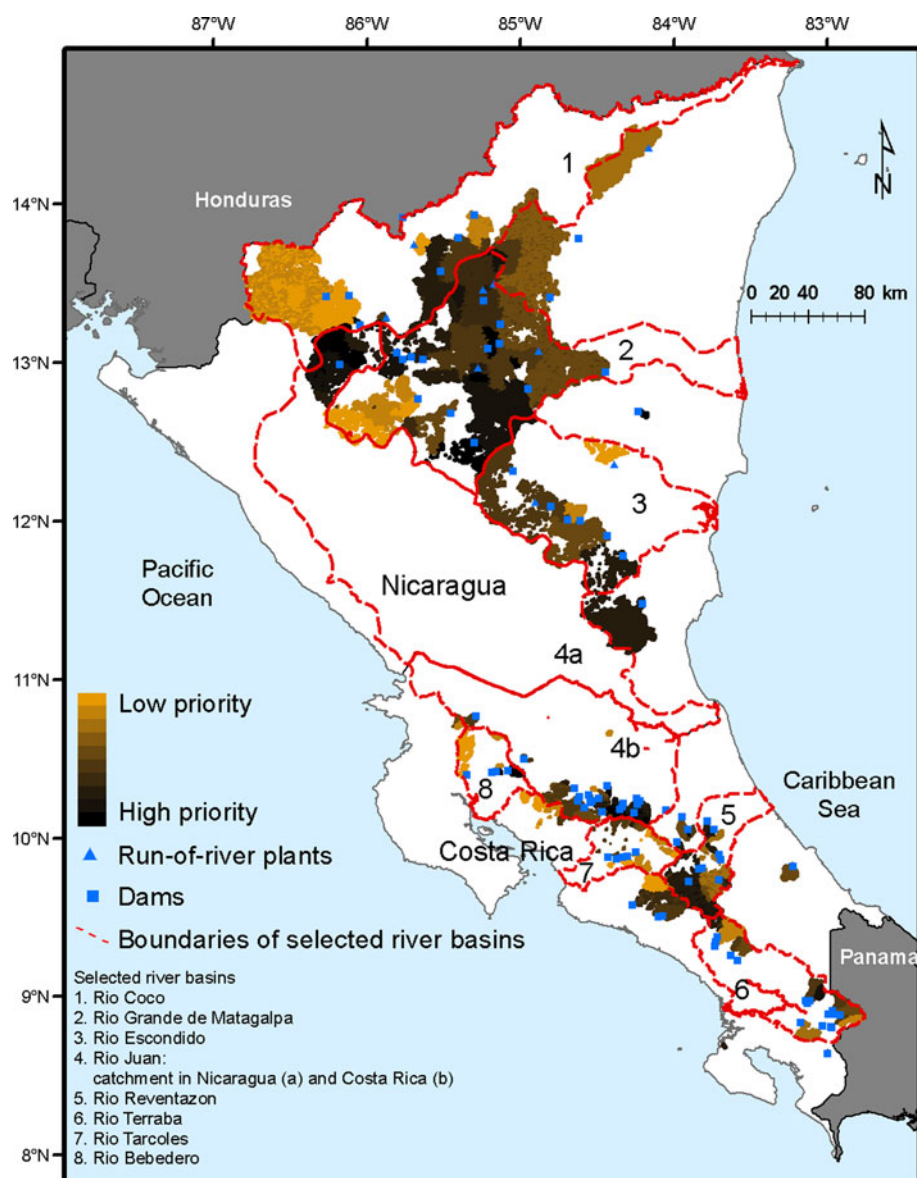 87°W 86°W 85°W 84°W 83°W
14°N
13°N
12°N
11°N
10°N
9°N
8°N
Honduras
1
N
0 20 40 80 km
2
3
Pacific
Ocean
Nicaragua
4a
4b
Low priority
High priority
8
5
Caribbean
Sea
Costa Rica
7
Run-of-river plants
Dams
Boundaries of selected river basins
Panama
6
Selected river basins
1. Rio Coco
2. Rio Grande de Matagalpa
3. Rio Escondido
4. Rio Juan:
catchment in Nicaragua (a) and Costa Rica (b)
5. Rio Reventazon
6. Rio Terraba
7. Rio Tarcoles
8. Rio Bebedero